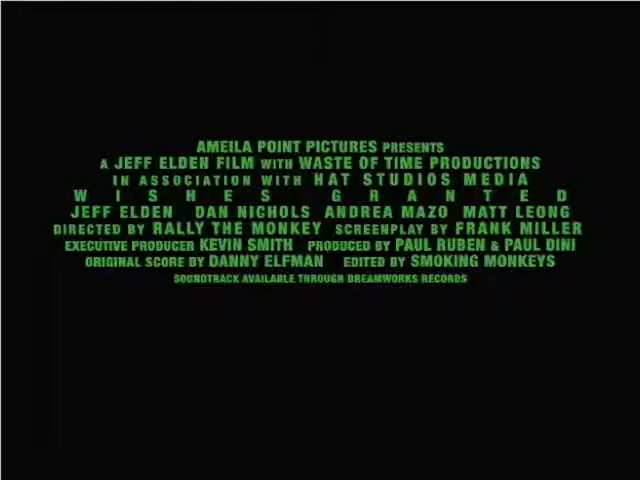 AMEILA POINT PICTURES PRESENTS
A JEFF ELDEN FILM WITH WASTE OF TIME PRODUCTIONS
IN ASSOCIATION WITH HAT STUDIOS MEDIA
WISHES GRANTED
JEFF ELDEN DAN NICHOLS ANDREA MAZO MATT LEONG
DIRECTED BY RALLY THE MONKEY SCREENPLAY BY FRANK MILLER
EXECUTIVE PRODUCER KEVIN SMITH PRODUCED BY PAUL RUBEN & PAUL DINI
ORIGINAL SCORE BY DANNY ELFMAN EDITED BY SMOKING MONKEYS
SOUNDTRACK AVAILABLE THROUGH DREAMWORKS RECORDS